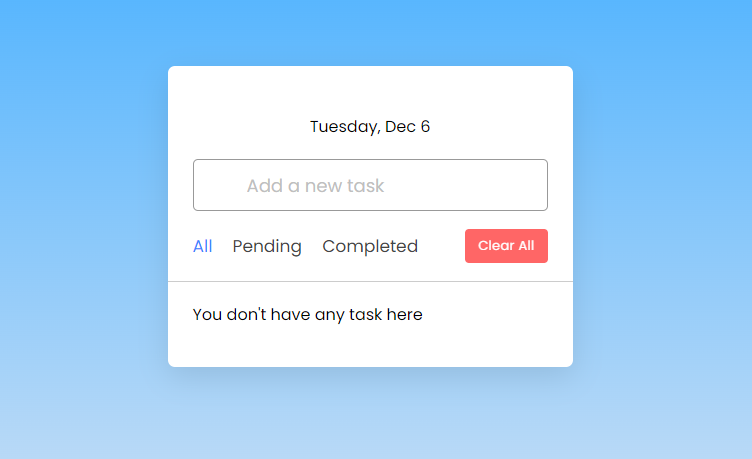 Tuesday, Dec 6
Add a new task
All Pending Completed Clear All
You don't have any task here